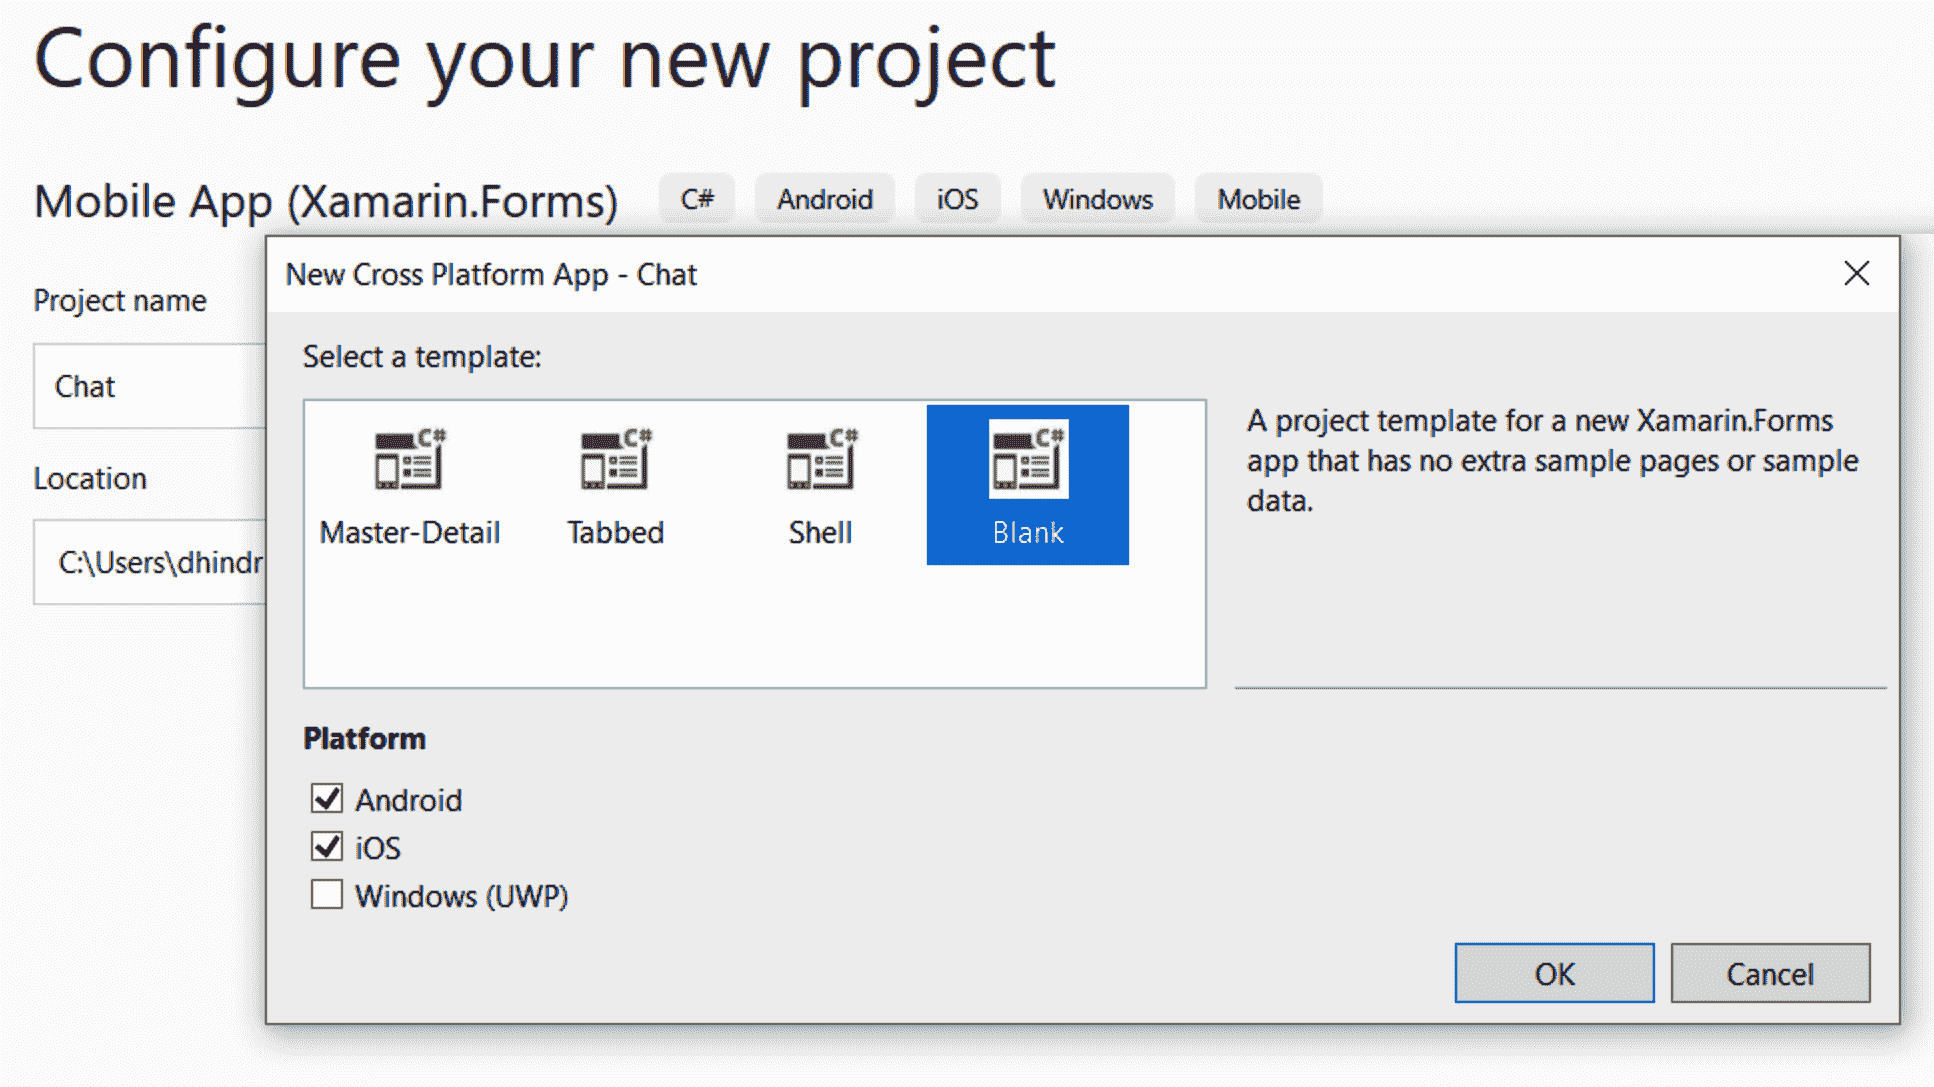 Configure your new project
Mobile App (Xamarin.Forms) C# Android iOS Windows Mobile
Project name
Chat
Location
C:\Users\dhindr
New Cross Platform App - Chat
Select a template:
C# C# C# C#
Master-Detail Tabbed Shell Blank
A project template for a new Xamarin.Forms
app that has no extra sample pages or sample
data.
Platform
Android
iOS
Windows (UWP)
OK Cancel